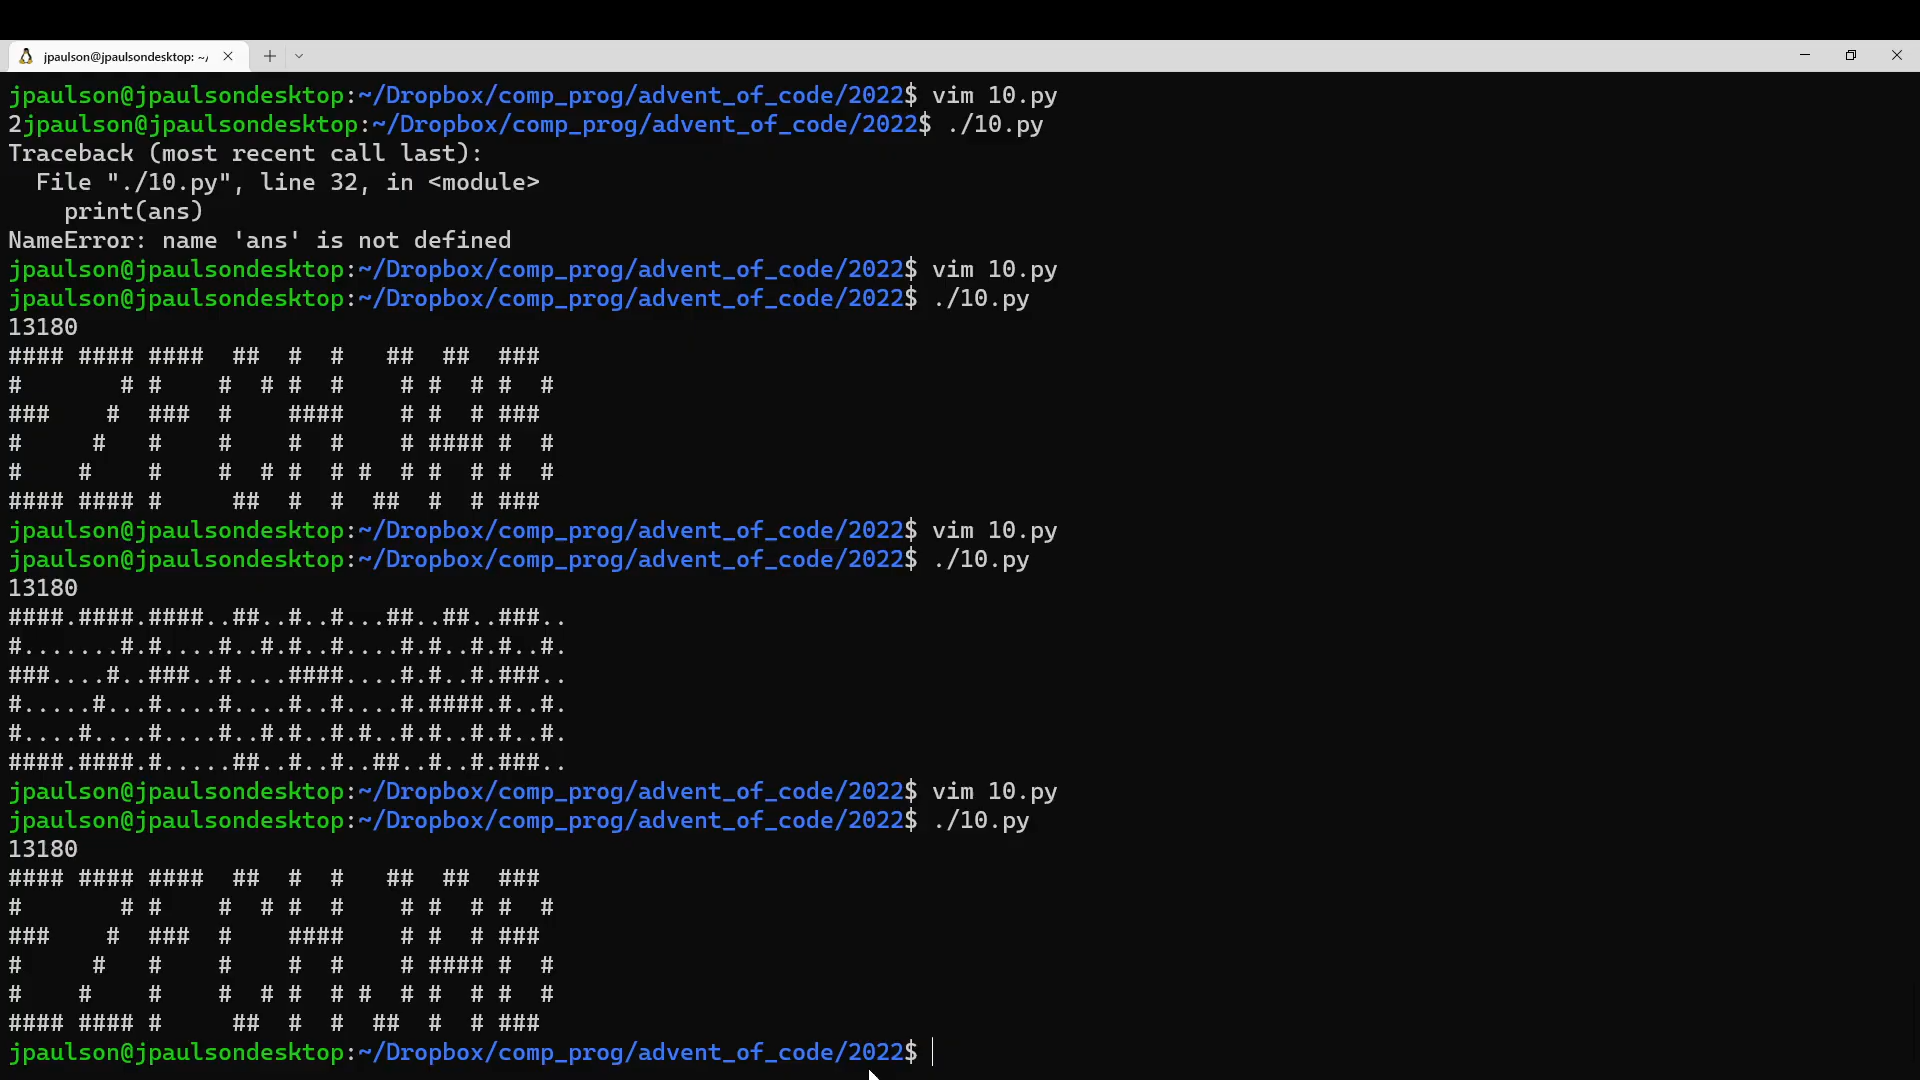 jpaulson@jpaulsondesktop: ~/
jpaulson@jpaulsondesktop:~/Dropbox/comp_prog/advent_of_code/2022$ vim 10.py
2jpaulson@jpaulsondesktop:~/Dropbox/comp_prog/advent_of_code/2022$ ./10.py
Traceback (most recent call last):
  File "./10.py", line 32, in <module>
    print(ans)
NameError: name 'ans' is not defined
jpaulson@jpaulsondesktop:~/Dropbox/comp_prog/advent_of_code/2022$ vim 10.py
jpaulson@jpaulsondesktop:~/Dropbox/comp_prog/advent_of_code/2022$ ./10.py
13180
#### #### ####  ##  #  #   ##  ##  ###
#       # #    #  # #  #    # #  # #  #
###    #  ###  #    ####    # #  # ###
#     #   #    #    #  #    # #### #  #
#    #    #    #  # #  # #  # #  # #  #
#### #### #     ##  #  #  ##  #  # ###
jpaulson@jpaulsondesktop:~/Dropbox/comp_prog/advent_of_code/2022$ vim 10.py
jpaulson@jpaulsondesktop:~/Dropbox/comp_prog/advent_of_code/2022$ ./10.py
13180
####.####.####..##..#..#...##..##..###..
#.......#.#....#..#.#..#....#.#..#.#..#.
###....#..###..#....####....#.#..#.###..
#.....#...#....#....#..#....#.####.#..#.
#....#....#....#..#.#..#.#..#.#..#.#..#.
####.####.#.....##..#..#..##..#..#.###..
jpaulson@jpaulsondesktop:~/Dropbox/comp_prog/advent_of_code/2022$ vim 10.py
jpaulson@jpaulsondesktop:~/Dropbox/comp_prog/advent_of_code/2022$ ./10.py
13180
#### #### ####  ##  #  #   ##  ##  ###
#       # #    #  # #  #    # #  # #  #
###    #  ###  #    ####    # #  # ###
#     #   #    #    #  #    # #### #  #
#    #    #    #  # #  # #  # #  # #  #
#### #### #     ##  #  #  ##  #  # ###
jpaulson@jpaulsondesktop:~/Dropbox/comp_prog/advent_of_code/2022$